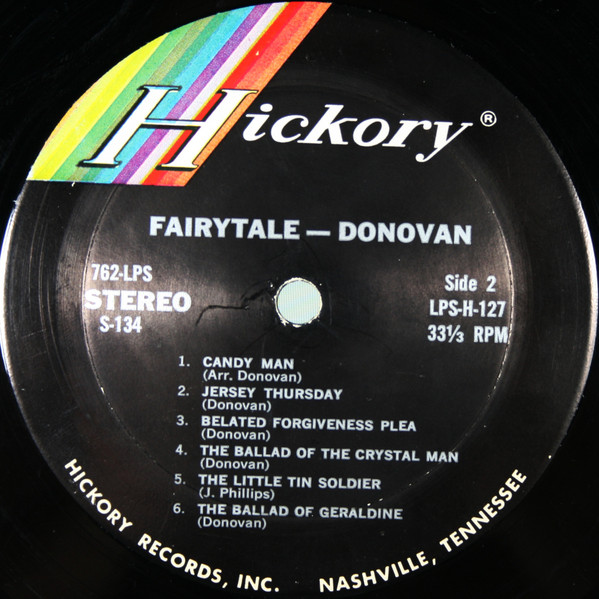 Hickory®
FAIRYTALE — DONOVAN
762-LPS
STEREO
S-134
Side 2
LPS-H-127
33⅓ RPM
1. CANDY MAN
(Arr. Donovan)
2. JERSEY THURSDAY
(Donovan)
3. BELATED FORGIVENESS PLEA
(Donovan)
4. THE BALLAD OF THE CRYSTAL MAN
(Donovan)
5. THE LITTLE TIN SOLDIER
(J. Phillips)
6. THE BALLAD OF GERALDINE
(Donovan)
HICKORY RECORDS, INC. NASHVILLE, TENNESSEE